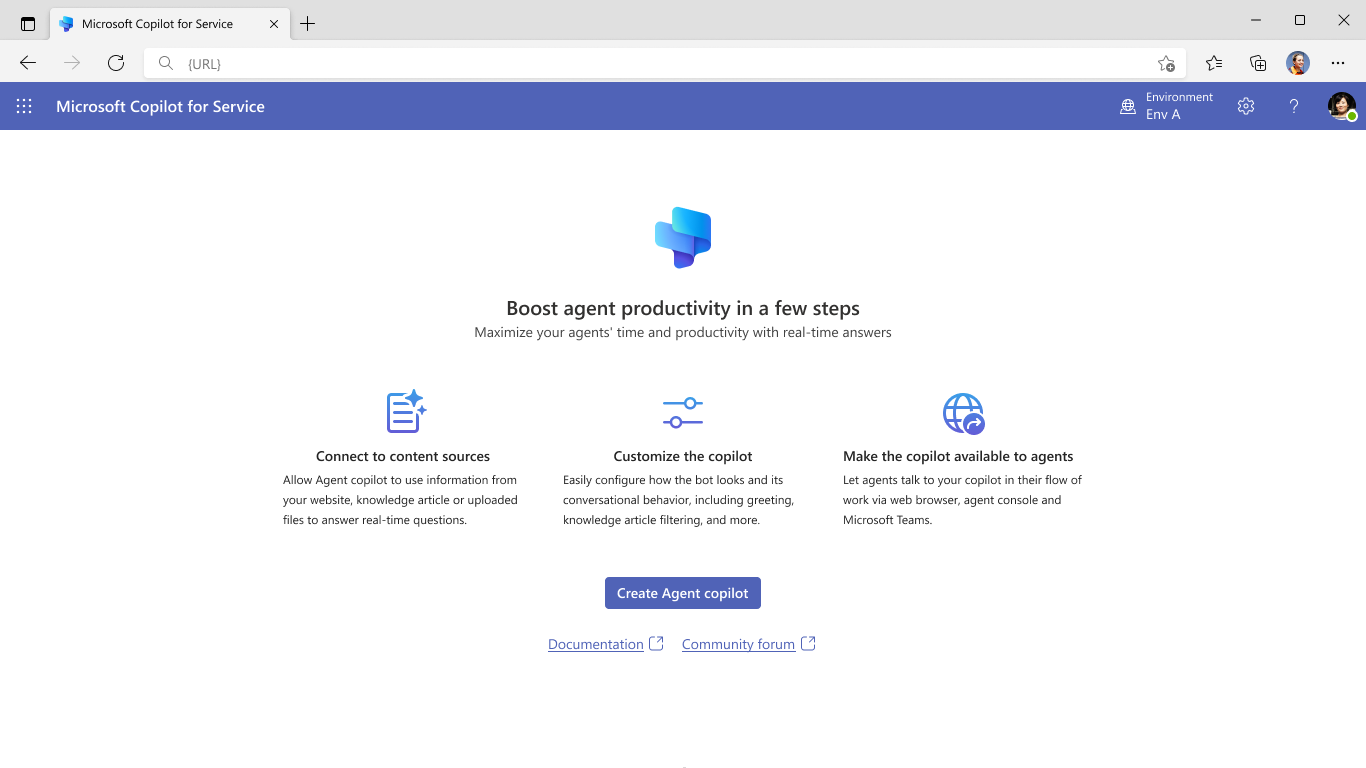 Microsoft Copilot for Service
{URL}
Microsoft Copilot for Service
Environment
Env A
Boost agent productivity in a few steps
Maximize your agents' time and productivity with real-time answers
Connect to content sources
Allow Agent copilot to use information from
your website, knowledge article or uploaded
files to answer real-time questions.
Customize the copilot
Easily configure how the bot looks and its
conversational behavior, including greeting,
knowledge article filtering, and more.
Make the copilot available to agents
Let agents talk to your copilot in their flow of
work via web browser, agent console and
Microsoft Teams.
Create Agent copilot
Documentation
Community forum